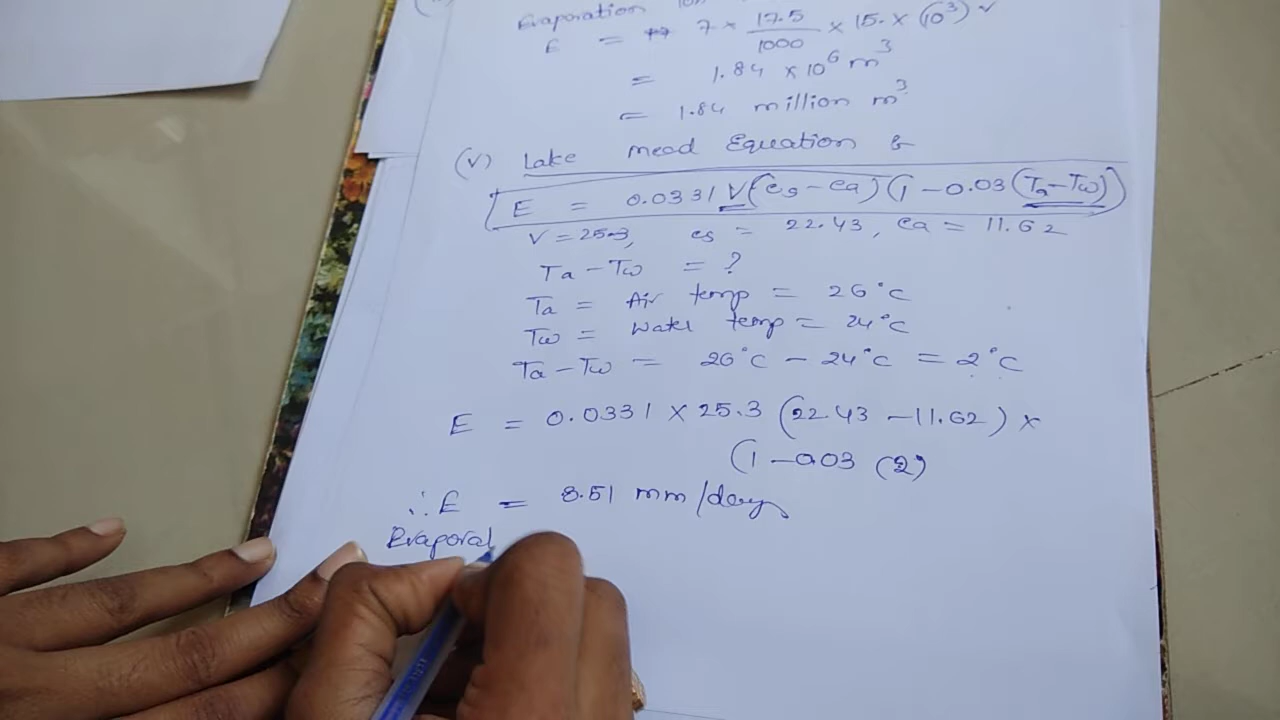 Evaporation
E = 7 × 17.5/1000 × 15. × (10³) ✓
= 1.84 × 10⁶ m³
= 1.84 million m³
(V) Lake mead Equation
E = 0.0331 V(es – ea) (1 – 0.03 (Ta – Tw))
V = 25.3, es = 22.43, ea = 11.62
Ta – Tw = ?
Ta = Air temp = 26°C
Tw = Water temp = 24°C
Ta – Tw = 26°C – 24°C = 2°C
E = 0.0331 × 25.3 (22.43 – 11.62) ×
(1 – 0.03 (2)
∴ E = 8.51 mm/day
Evaporat